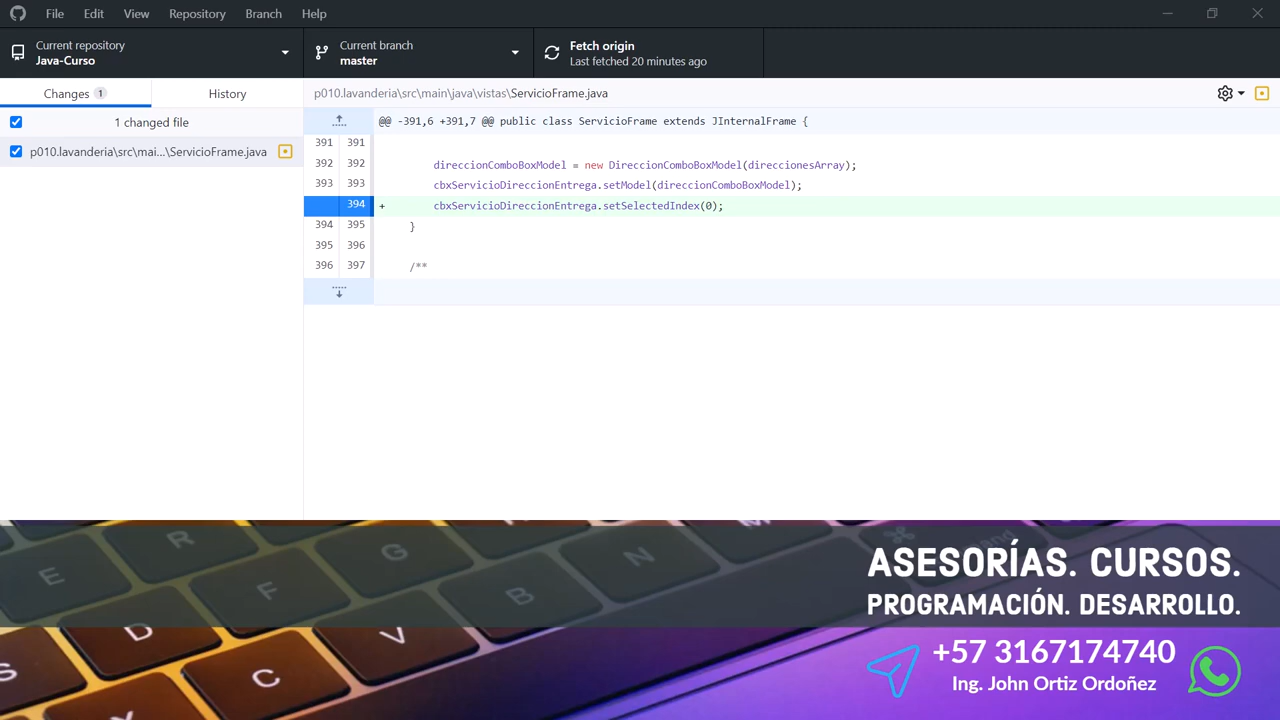 File Edit View Repository Branch Help
Current repository
Java-Curso
Current branch
master
Fetch origin
Last fetched 20 minutes ago
Changes 1
History
p010.lavanderia\src\main\java\vistas\ServicioFrame.java
1 changed file
p010.lavanderia\src\mai...\ServicioFrame.java
@@ -391,6 +391,7 @@ public class ServicioFrame extends JInternalFrame {
391 391
392 392 direccionComboBoxModel = new DireccionComboBoxModel(direccionesArray);
393 393 cbxServicioDireccionEntrega.setModel(direccionComboBoxModel);
394 + cbxServicioDireccionEntrega.setSelectedIndex(0);
394 395 }
395 396
396 397 /**
E R G F N B D V C S
ASESORÍAS. CURSOS.
PROGRAMACIÓN. DESARROLLO.
+57 3167174740
Ing. John Ortiz Ordoñez